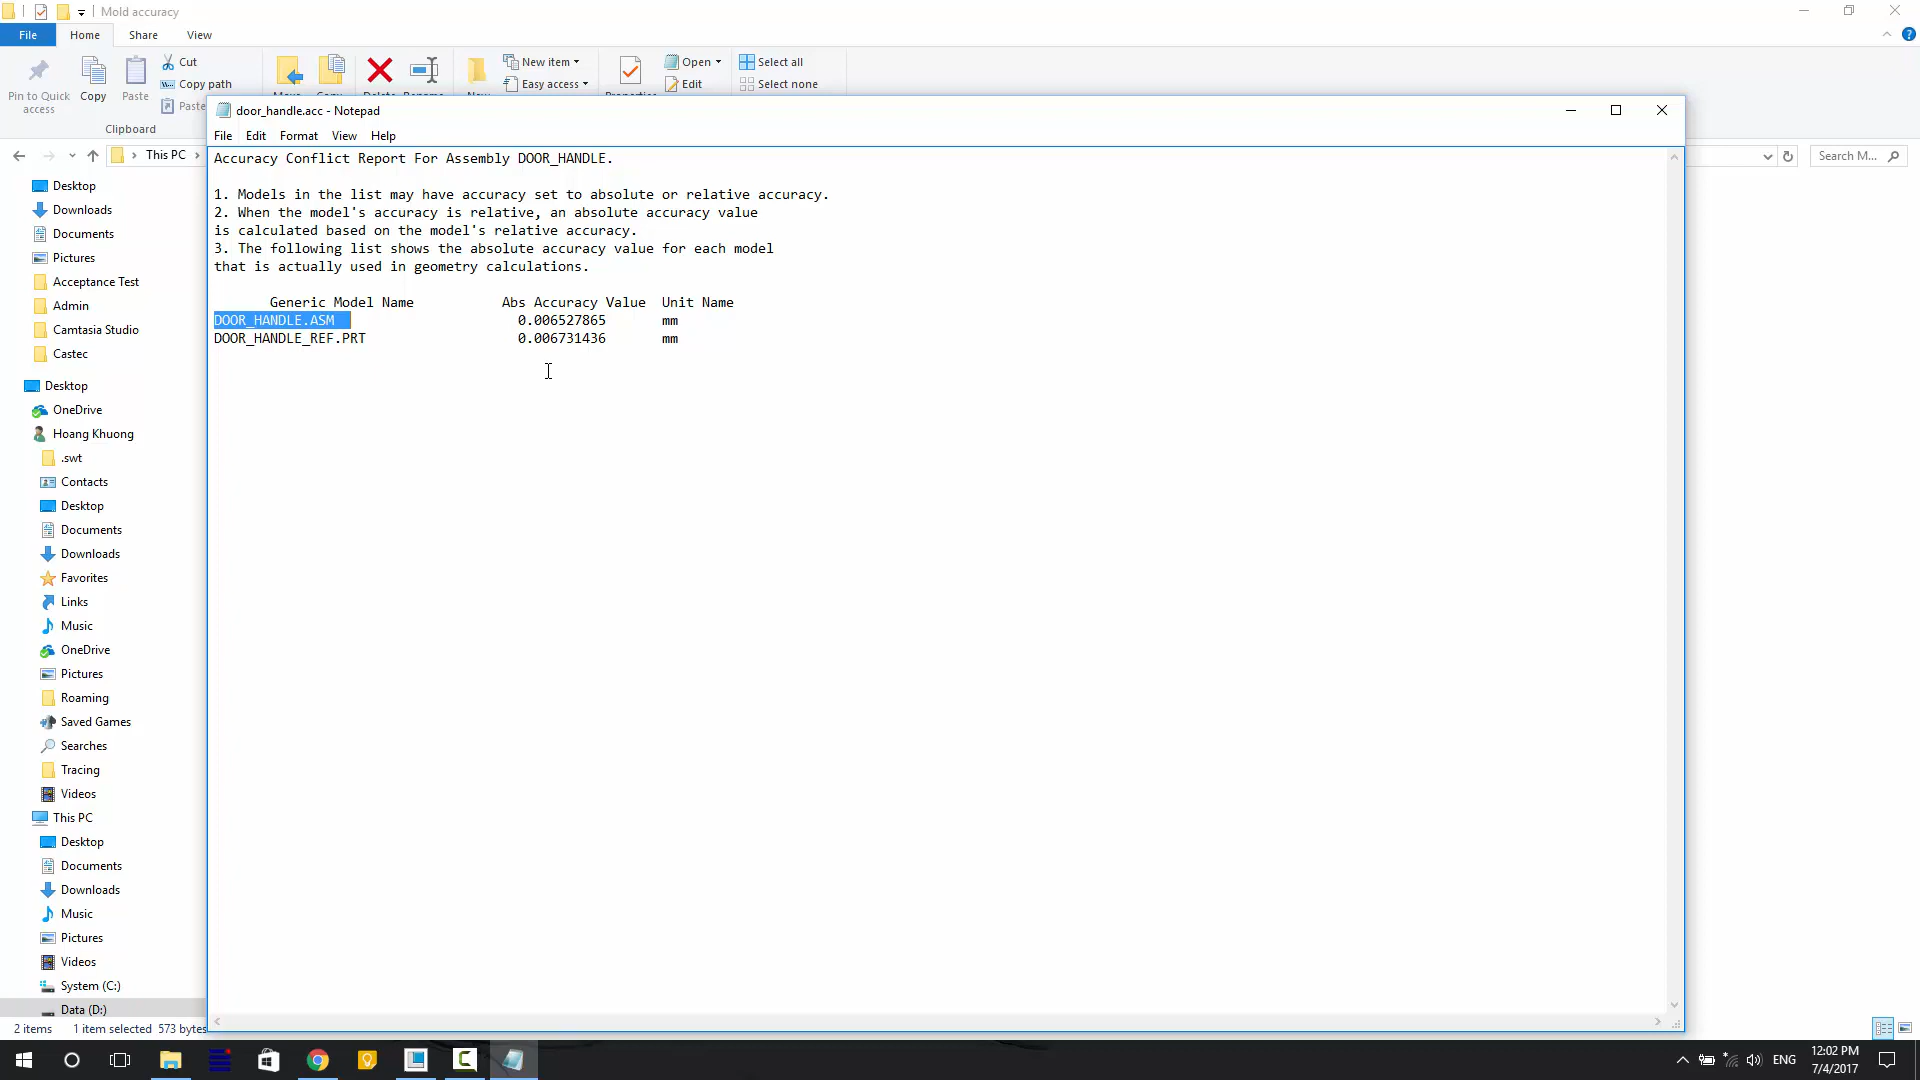 Mold accuracy
File
Home
Share
View
Pin to Quick access
Copy
Paste
Cut
Copy path
Paste
Clipboard
New item
Easy access
Open
Edit
Select all
Select none
This PC
Search M...
Desktop
Downloads
Documents
Pictures
Acceptance Test
Admin
Camtasia Studio
Castec
Desktop
OneDrive
Hoang Khuong
.swt
Contacts
Desktop
Documents
Downloads
Favorites
Links
Music
OneDrive
Pictures
Roaming
Saved Games
Searches
Tracing
Videos
This PC
Desktop
Documents
Downloads
Music
Pictures
Videos
System (C:)
Data (D:)
2 items 1 item selected 573 bytes
door_handle.acc - Notepad
File Edit Format View Help
Accuracy Conflict Report For Assembly DOOR_HANDLE.
1. Models in the list may have accuracy set to absolute or relative accuracy.
2. When the model's accuracy is relative, an absolute accuracy value
is calculated based on the model's relative accuracy.
3. The following list shows the absolute accuracy value for each model
that is actually used in geometry calculations.
Generic Model Name Abs Accuracy Value Unit Name
DOOR_HANDLE.ASM 0.006527865 mm
DOOR_HANDLE_REF.PRT 0.006731436 mm
ENG
12:02 PM
7/4/2017